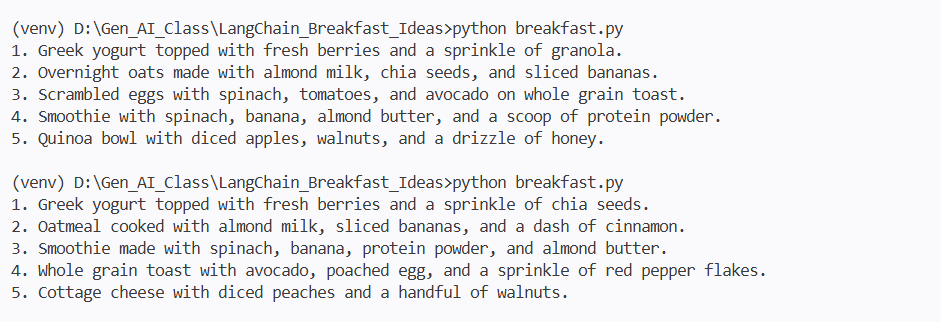 (venv) D:\Gen_AI_Class\LangChain_Breakfast_Ideas>python breakfast.py
1. Greek yogurt topped with fresh berries and a sprinkle of granola.
2. Overnight oats made with almond milk, chia seeds, and sliced bananas.
3. Scrambled eggs with spinach, tomatoes, and avocado on whole grain toast.
4. Smoothie with spinach, banana, almond butter, and a scoop of protein powder.
5. Quinoa bowl with diced apples, walnuts, and a drizzle of honey.
(venv) D:\Gen_AI_Class\LangChain_Breakfast_Ideas>python breakfast.py
1. Greek yogurt topped with fresh berries and a sprinkle of chia seeds.
2. Oatmeal cooked with almond milk, sliced bananas, and a dash of cinnamon.
3. Smoothie made with spinach, banana, protein powder, and almond butter.
4. Whole grain toast with avocado, poached egg, and a sprinkle of red pepper flakes.
5. Cottage cheese with diced peaches and a handful of walnuts.